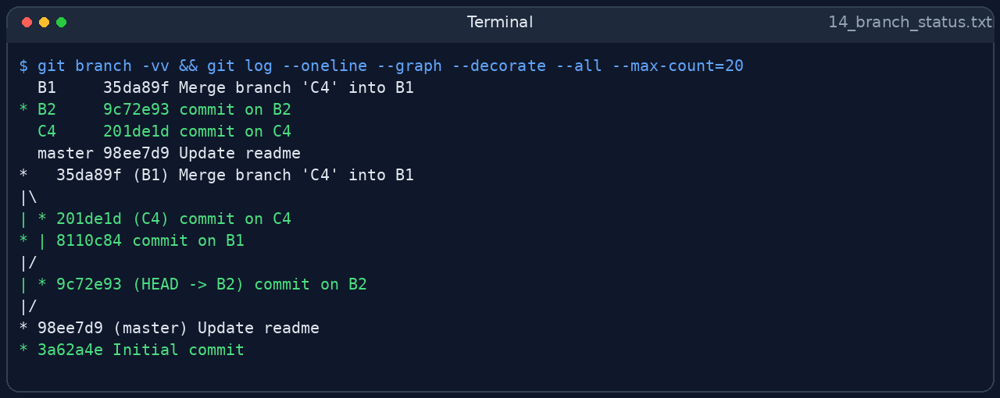 Terminal
14_branch_status.txt
$ git branch -vv && git log --oneline --graph --decorate --all --max-count=20
  B1     35da89f Merge branch 'C4' into B1
* B2     9c72e93 commit on B2
  C4     201de1d commit on C4
  master 98ee7d9 Update readme
*   35da89f (B1) Merge branch 'C4' into B1
|\
| * 201de1d (C4) commit on C4
* | 8110c84 commit on B1
|/
| * 9c72e93 (HEAD -> B2) commit on B2
|/
* 98ee7d9 (master) Update readme
* 3a62a4e Initial commit